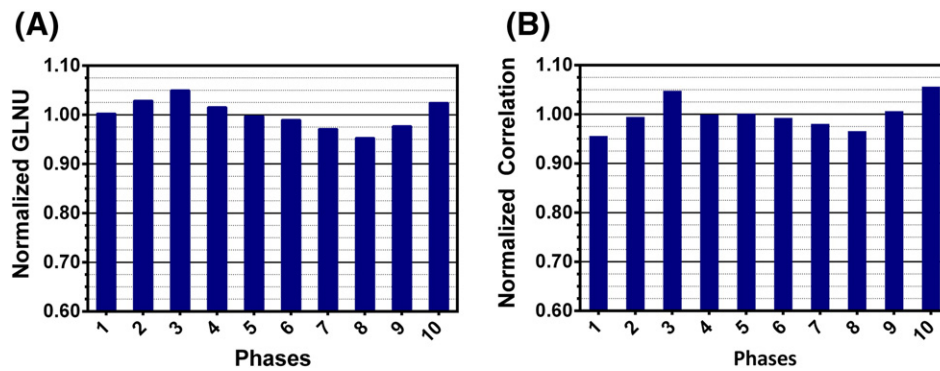 (A)
Normalized GLNU
1.10
1.00
0.90
0.80
0.70
0.60
1 2 3 4 5 6 7 8 9 10
Phases
(B)
Normalized Correlation
1.10
1.00
0.90
0.80
0.70
0.60
1 2 3 4 5 6 7 8 9 10
Phases